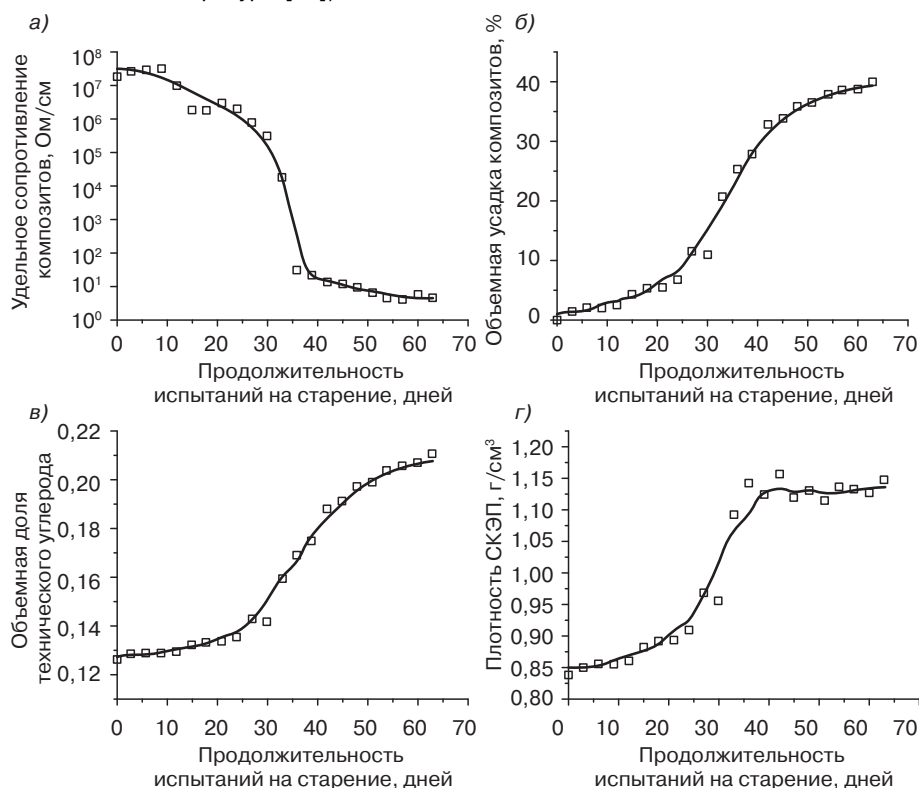 а)
Удельное сопротивление
композитов, Ом/см
10⁸
10⁷
10⁶
10⁵
10⁴
10³
10²
10¹
10⁰
0 10 20 30 40 50 60 70
Продолжительность
испытаний на старение, дней
б)
Объемная усадка композитов, %
40
30
20
10
0
0 10 20 30 40 50 60 70
Продолжительность
испытаний на старение, дней
в)
Объемная доля
технического углерода
0,22
0,20
0,18
0,16
0,14
0,12
0 10 20 30 40 50 60 70
Продолжительность
испытаний на старение, дней
г)
Плотность СКЭП, г/см³
1,20
1,15
1,10
1,05
1,00
0,95
0,90
0,85
0,80
0 10 20 30 40 50 60 70
Продолжительность
испытаний на старение, дней